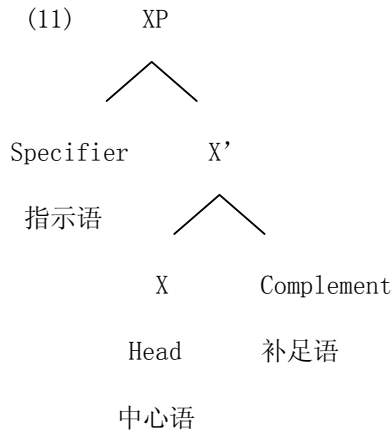 (11) XP
Specifier X’
指示语
X Complement
Head 补足语
中心语